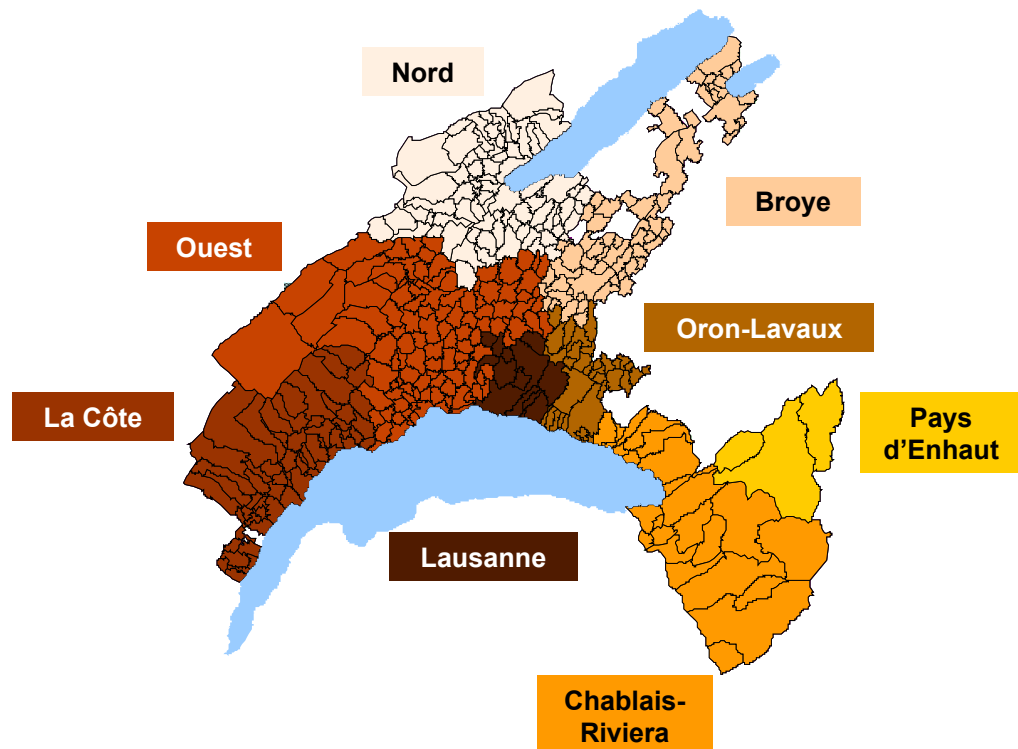 Nord
Broye
Ouest
Oron-Lavaux
La Côte
Pays
d'Enhaut
Lausanne
Chablais-
Riviera